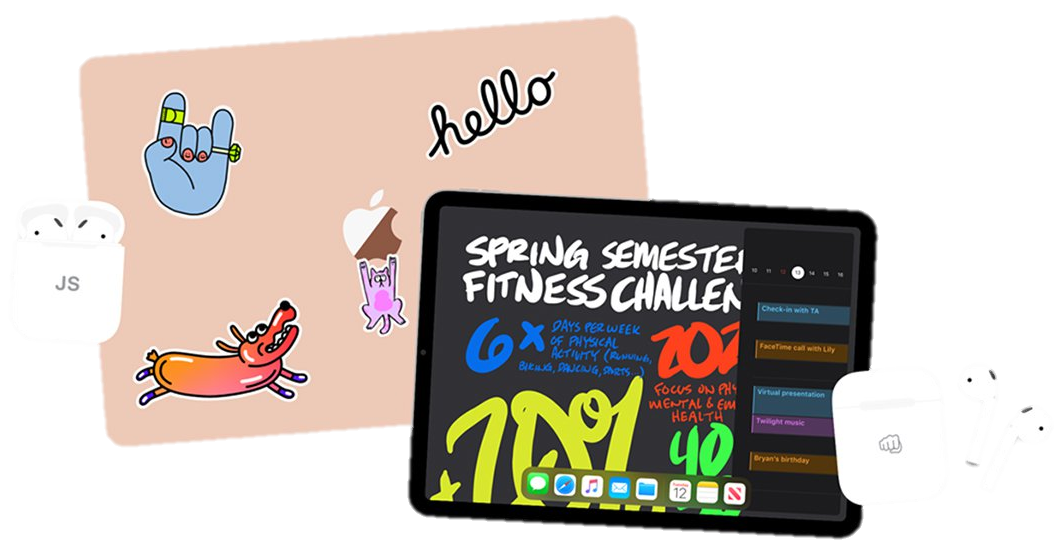 hello
JS
SPRING SEMESTER
FITNESS CHALLEN
6x DAYS PER WEEK
OF PHYSICAL
ACTIVITY (RUNNING,
BIKING, DANCING, SPORTS...)
202
FOCUS ON PHY
MENTAL & EM
HEALTH
40
10 11 12 13 14 15 16
Check-in with TA
FaceTime call with Lily
Virtual presentation
Twilight music
Bryan's birthday
Tuesday
12